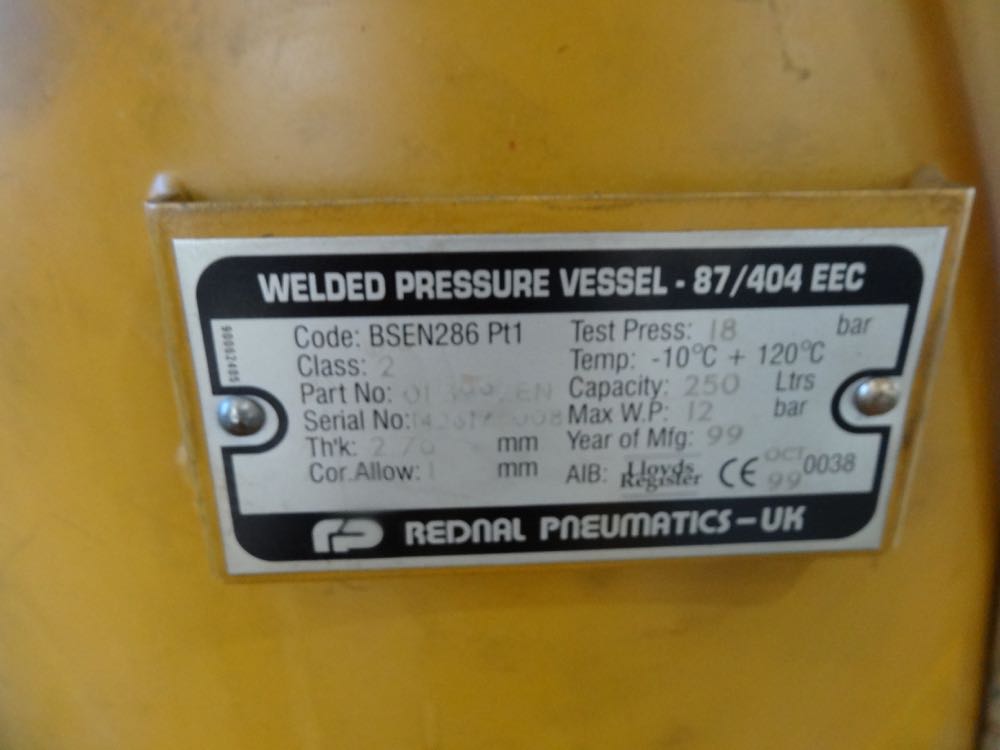 WELDED PRESSURE VESSEL - 87/404 EEC
90062405
Code: BSEN286 Pt1
Class: 2
Part No:
Serial No:
Th'k: mm
Cor.Allow: 1 mm
Test Press: 18 bar
Temp: -10°C + 120°C
Capacity: 250 Ltrs
Max W.P: 12 bar
Year of Mfg: 99
AIB: Lloyds Register CE OCT 99 0038
REDNAL PNEUMATICS - UK